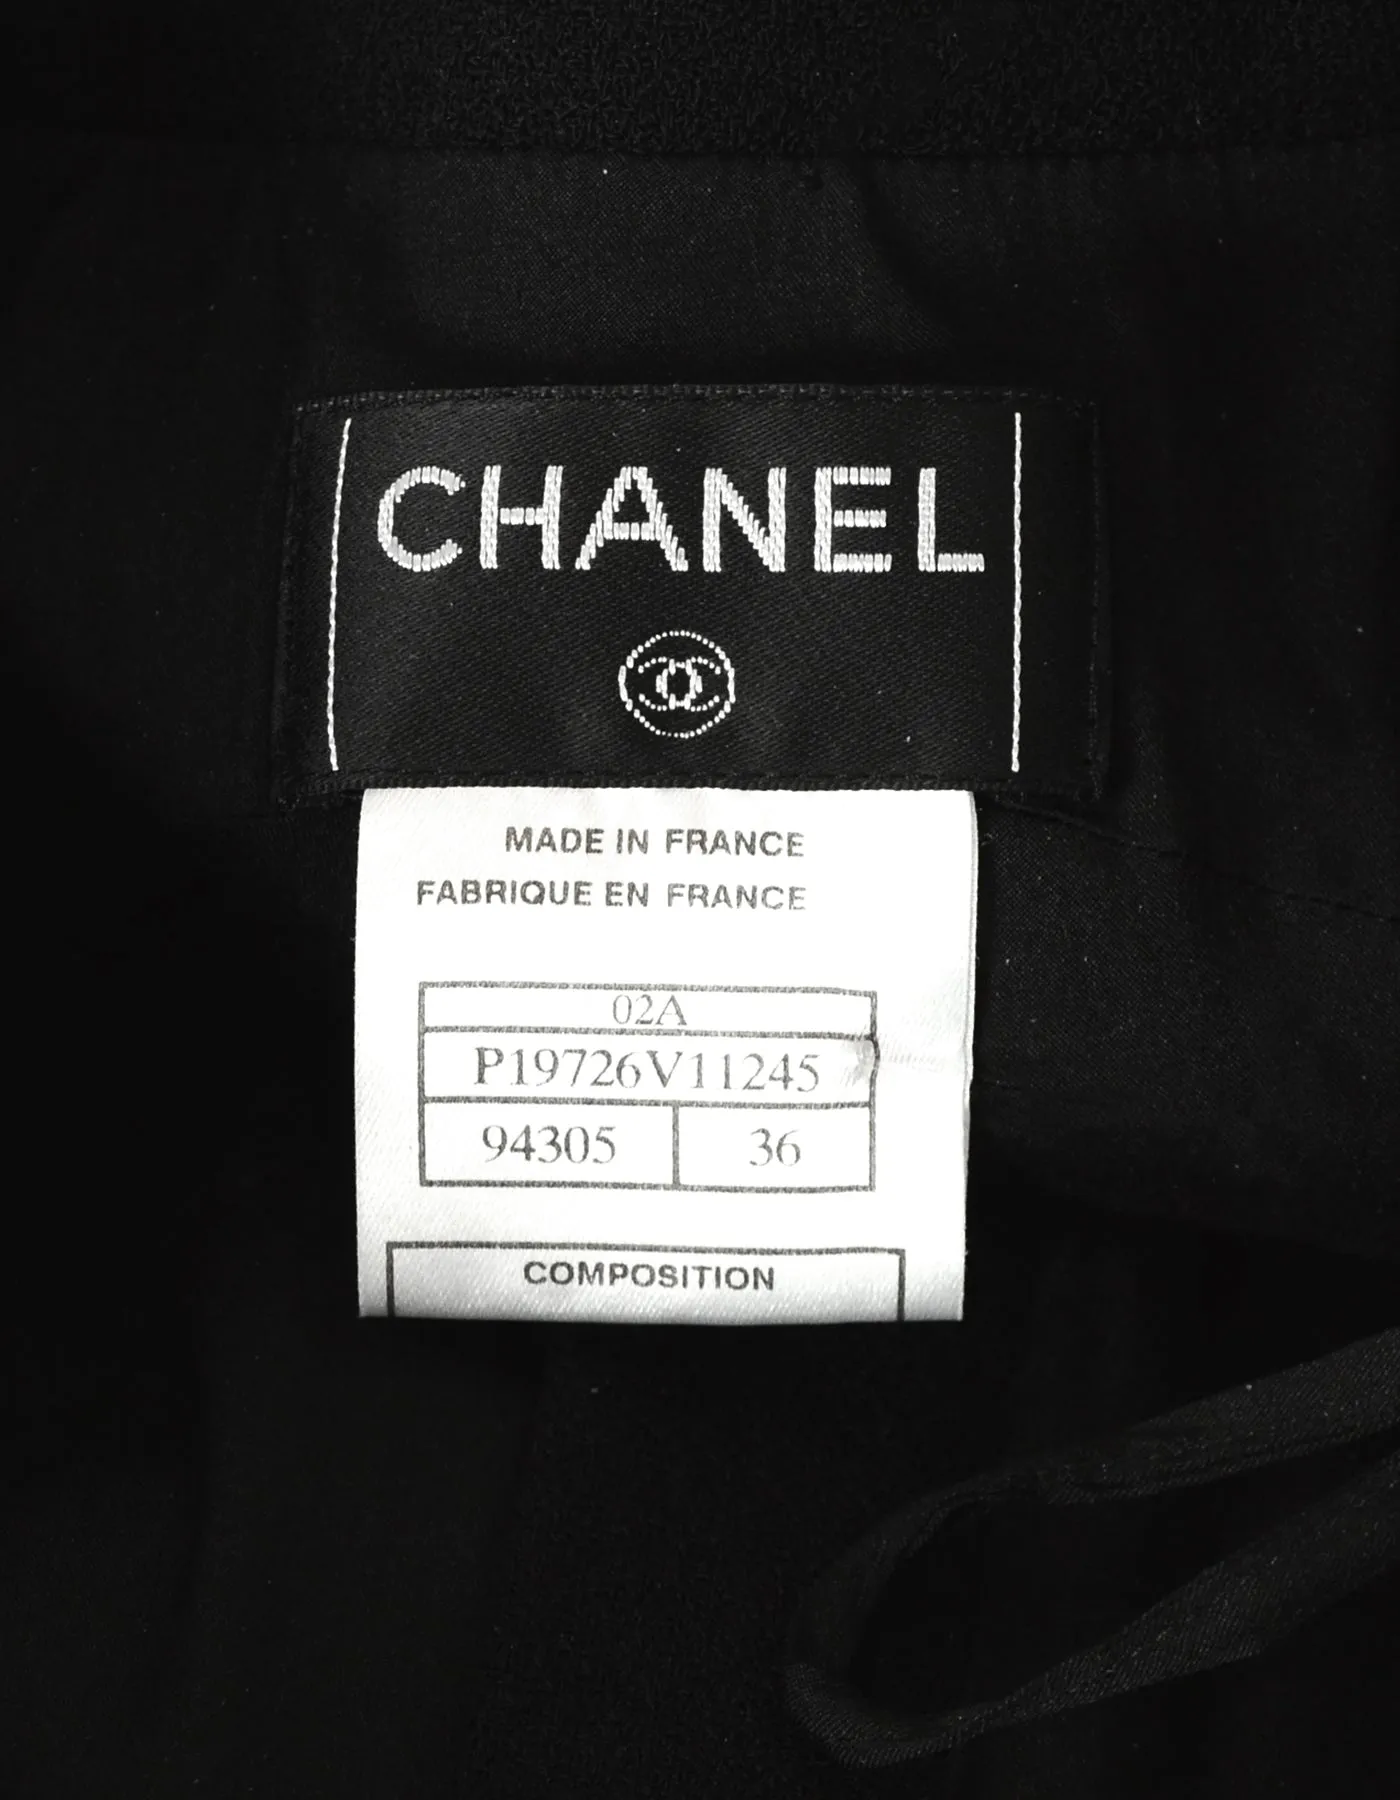 CHANEL
MADE IN FRANCE
FABRIQUE EN FRANCE
02A
P19726V11245
94305 36
COMPOSITION